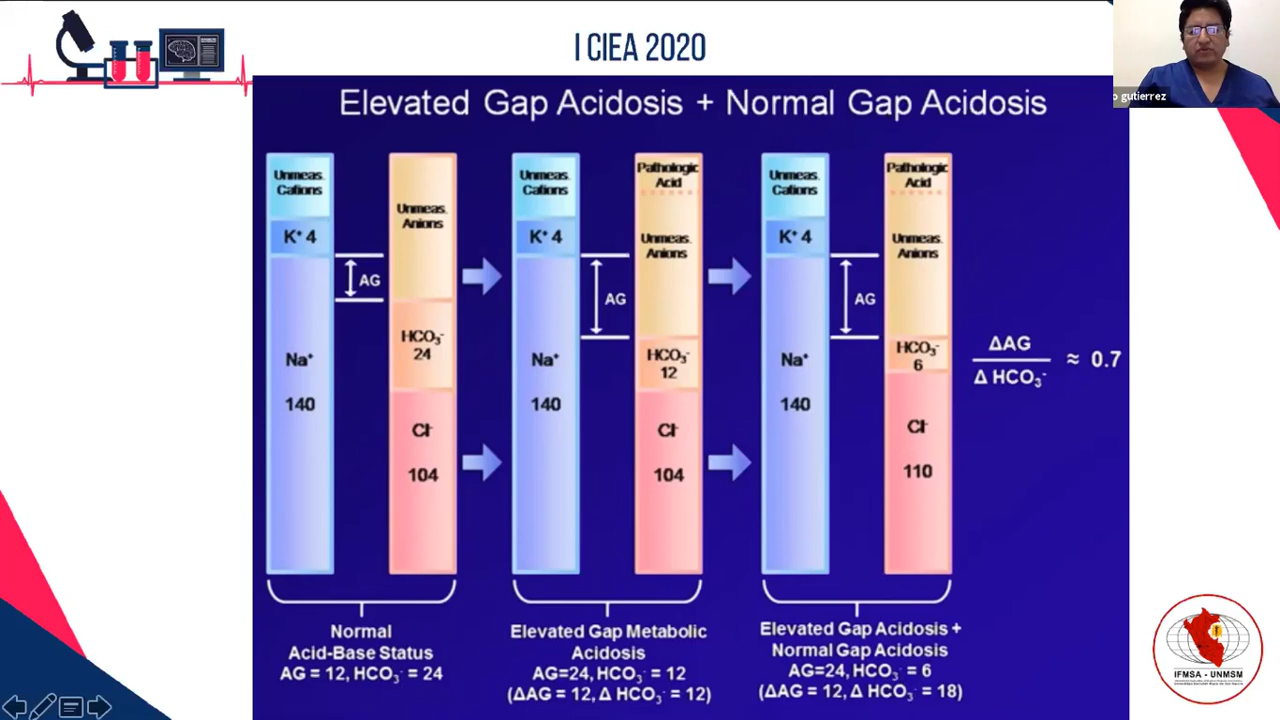 I CIEA 2020
o gutierrez
Elevated Gap Acidosis + Normal Gap Acidosis
Unmeas.
Cations
K⁺ 4
Na⁺
140
AG
Unmeas.
Anions
HCO₃⁻
24
Cl⁻
104
Unmeas.
Cations
K⁺ 4
Na⁺
140
AG
Pathologic
Acid
Unmeas.
Anions
HCO₃⁻
12
Cl⁻
104
Unmeas.
Cations
K⁺ 4
Na⁺
140
AG
Pathologic
Acid
Unmeas.
Anions
HCO₃⁻
6
Cl⁻
110
ΔAG
Δ HCO₃⁻
≈ 0.7
Normal
Acid-Base Status
AG = 12, HCO₃⁻ = 24
Elevated Gap Metabolic
Acidosis
AG=24, HCO₃⁻ = 12
(ΔAG = 12, Δ HCO₃⁻ = 12)
Elevated Gap Acidosis +
Normal Gap Acidosis
AG=24, HCO₃⁻ = 6
(ΔAG = 12, Δ HCO₃⁻ = 18)
IFMSA - UNMSM